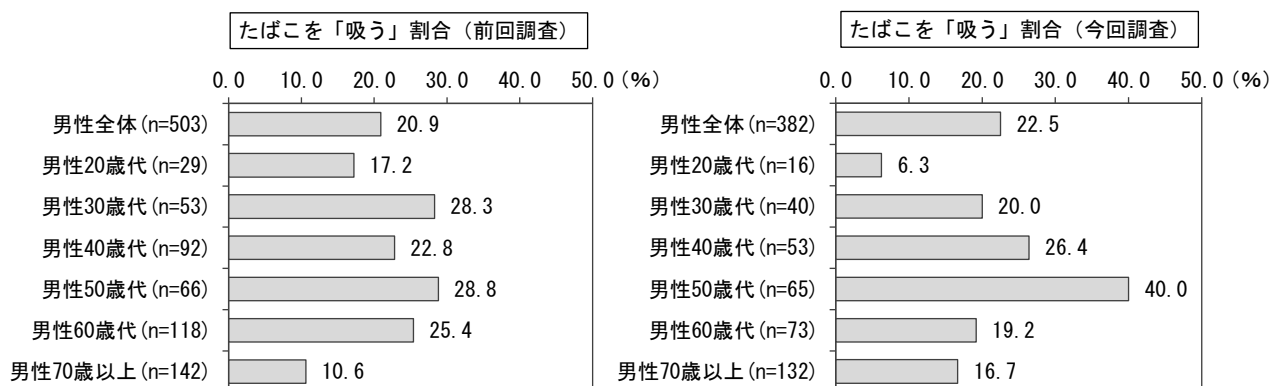 たばこを「吸う」割合（前回調査）
0.0 10.0 20.0 30.0 40.0 50.0 (%)
男性全体(n=503) 20.9
男性20歳代(n=29) 17.2
男性30歳代(n=53) 28.3
男性40歳代(n=92) 22.8
男性50歳代(n=66) 28.8
男性60歳代(n=118) 25.4
男性70歳以上(n=142) 10.6
たばこを「吸う」割合（今回調査）
0.0 10.0 20.0 30.0 40.0 50.0 (%)
男性全体(n=382) 22.5
男性20歳代(n=16) 6.3
男性30歳代(n=40) 20.0
男性40歳代(n=53) 26.4
男性50歳代(n=65) 40.0
男性60歳代(n=73) 19.2
男性70歳以上(n=132) 16.7